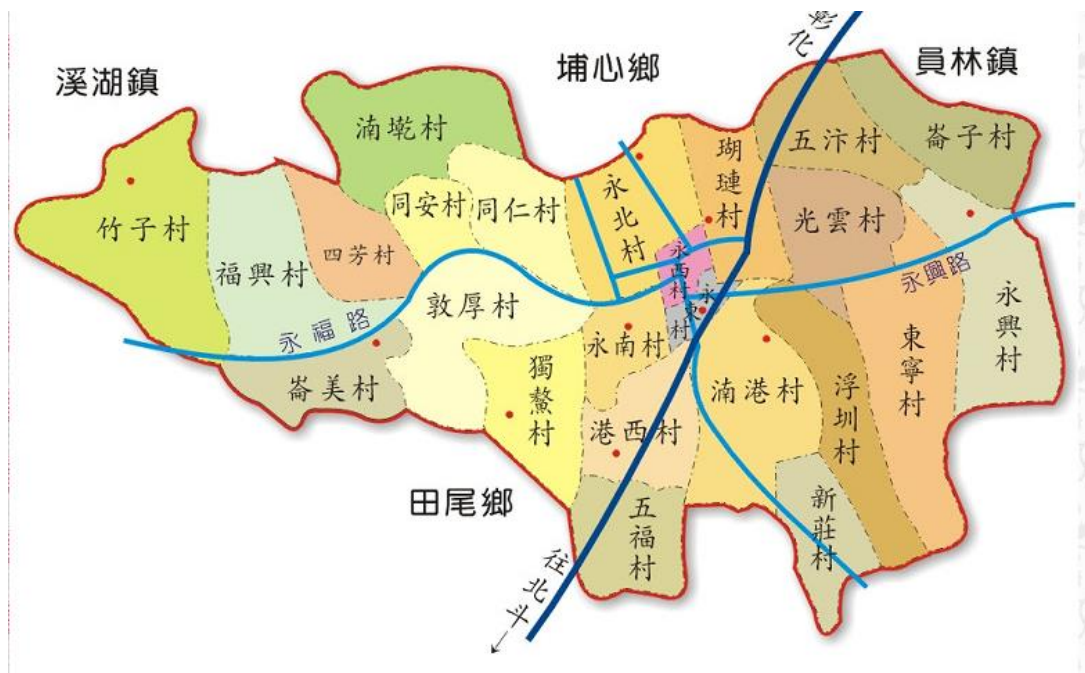 彰化
溪湖鎮
埔心鄉
員林鎮
湳墘村
五汴村
崙子村
瑚璉村
竹子村
同安村
同仁村
永北村
光雲村
福興村
四芳村
永西村
永興路
敦厚村
永東村
永興村
永福路
永南村
東寧村
崙美村
獨鰲村
湳港村
浮圳村
港西村
田尾鄉
五福村
新莊村
往北斗←